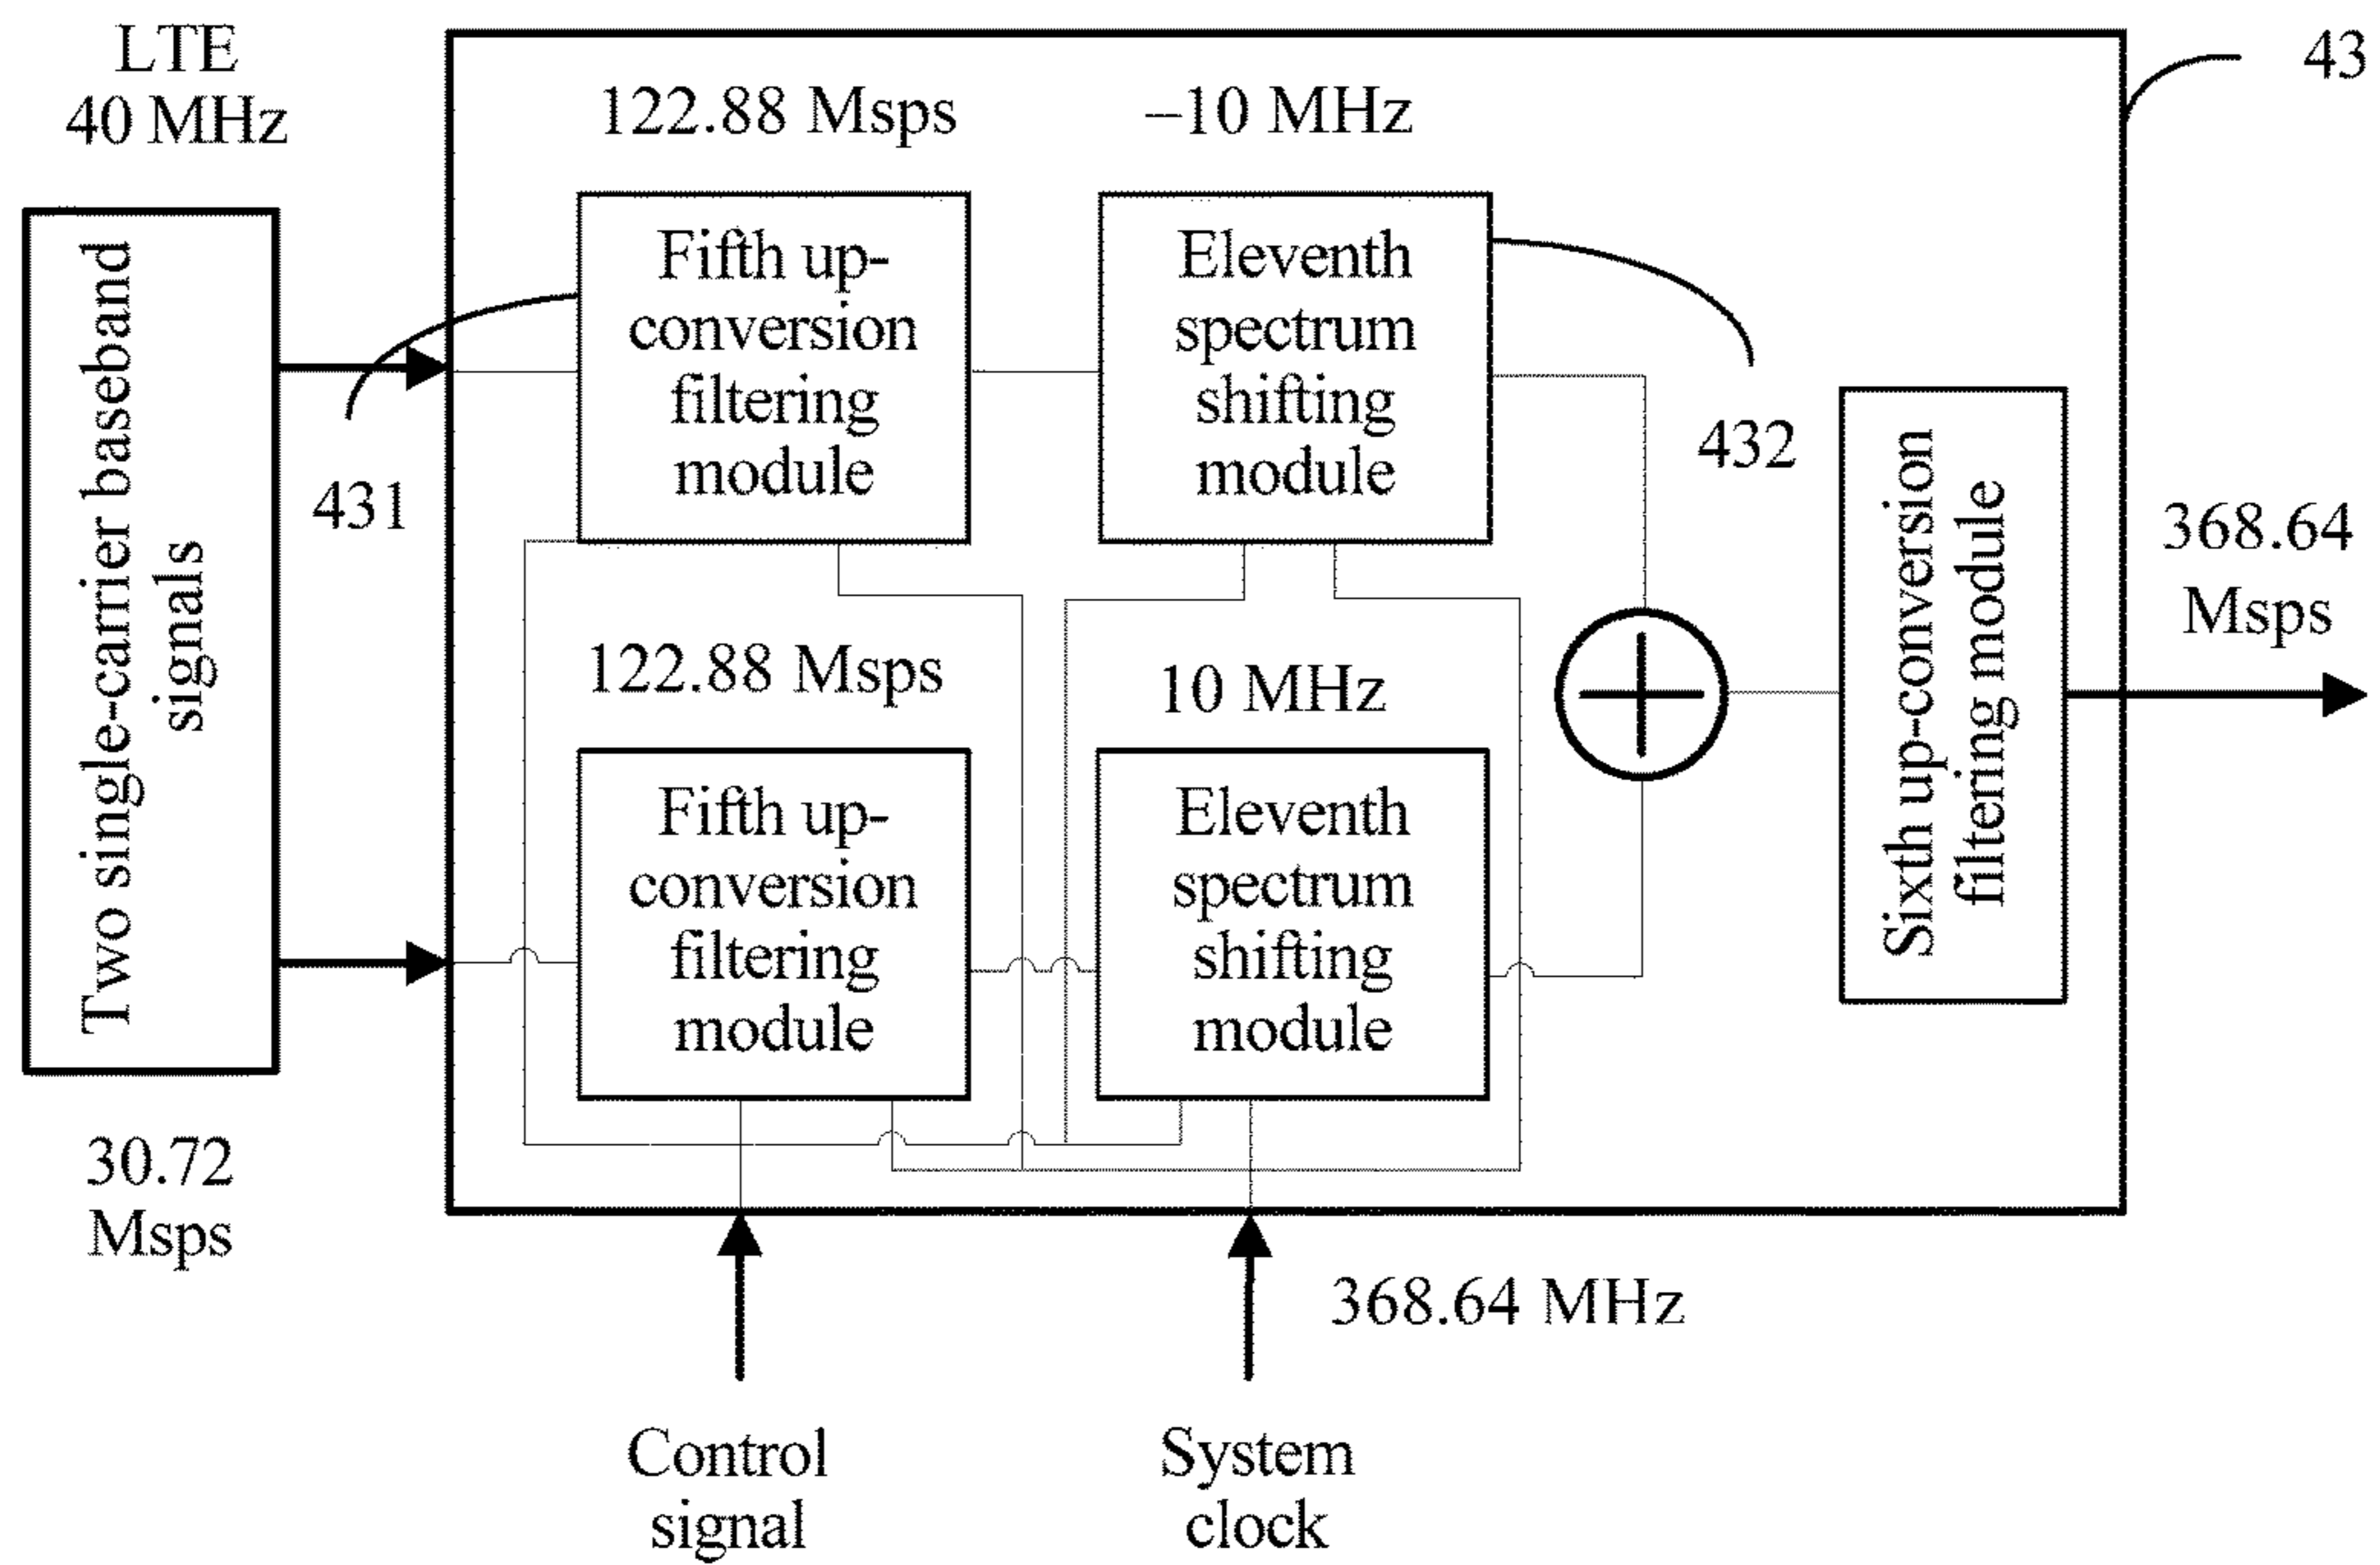 LTE
40 MHz
43
122.88 Msps
–10 MHz
Two single-carrier baseband
signals
Fifth up-
conversion
filtering
module
Eleventh
spectrum
shifting
module
431
432
Sixth up-conversion
filtering module
368.64
Msps
122.88 Msps
10 MHz
Fifth up-
conversion
filtering
module
Eleventh
spectrum
shifting
module
30.72
Msps
368.64 MHz
Control
signal
System
clock